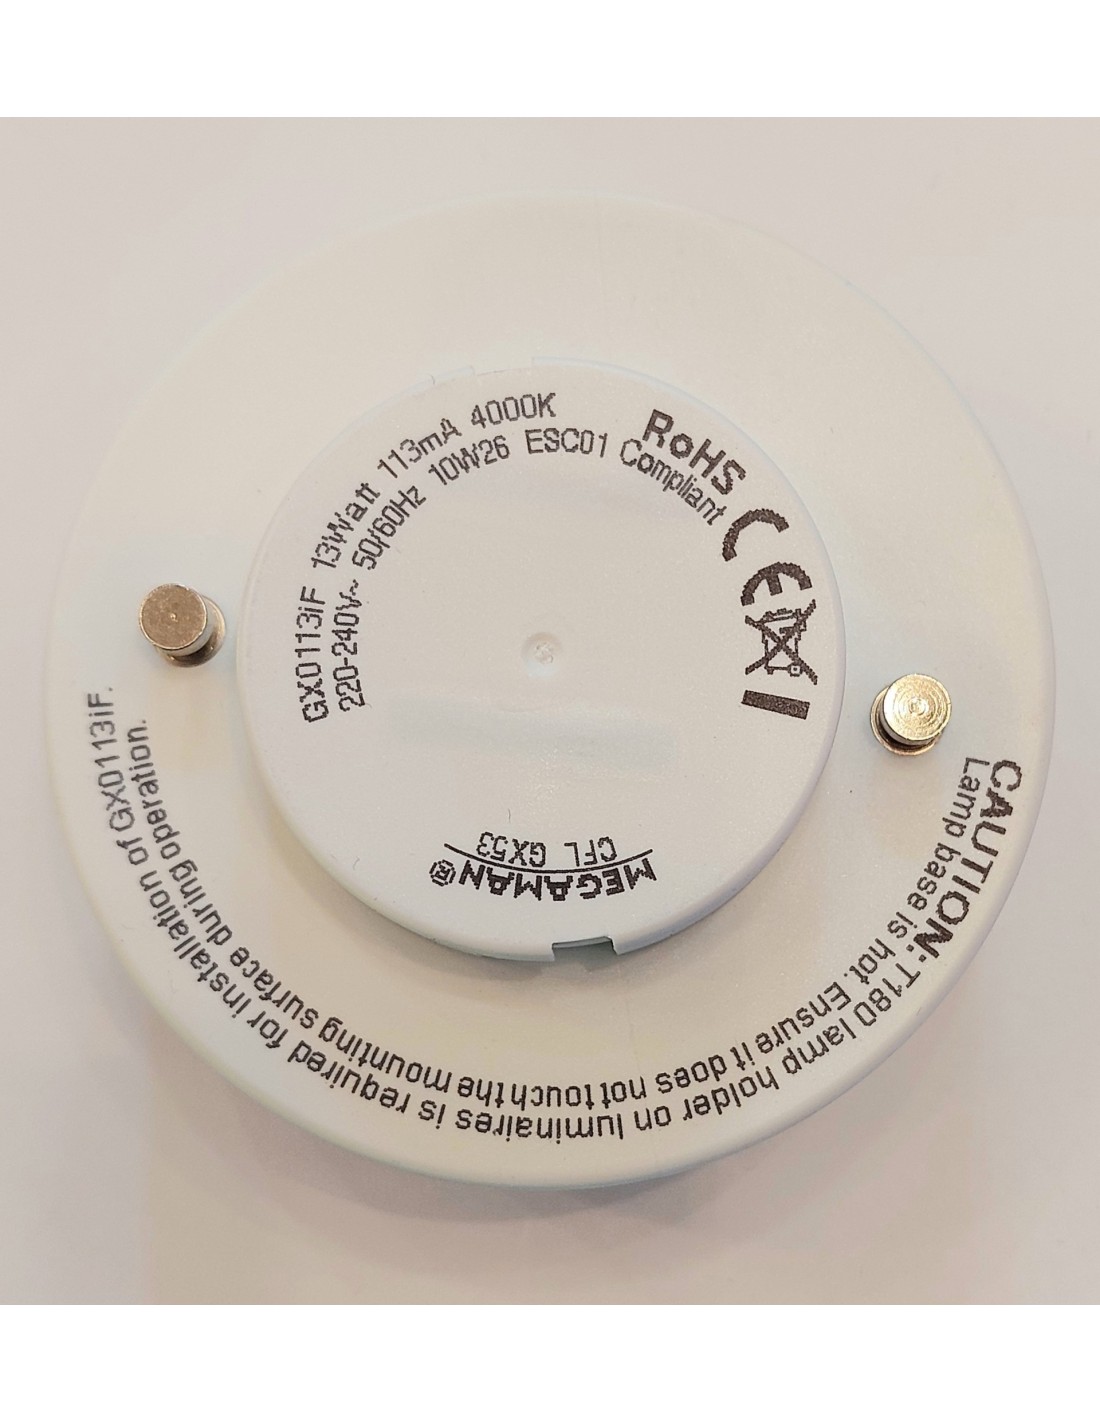 GX0113iF 13Watt 113mA 4000K
220-240V~ 50/60Hz 10W26 ESC01
RoHS
Compliant
CE
MEGAMAN®
CFL GX53
CAUTION: T180 lamp holder on luminaires is required for installation of GX0113iF.
Lamp base is hot. Ensure it does not touch the mounting surface during operation.